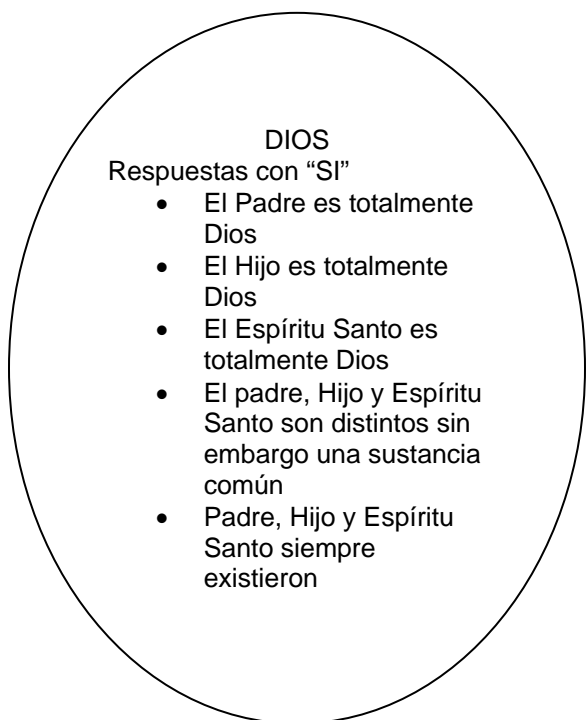 DIOS
Respuestas con “SI”
• El Padre es totalmente
Dios
• El Hijo es totalmente
Dios
• El Espíritu Santo es
totalmente Dios
• El padre, Hijo y Espíritu
Santo son distintos sin
embargo una sustancia
común
• Padre, Hijo y Espíritu
Santo siempre
existieron